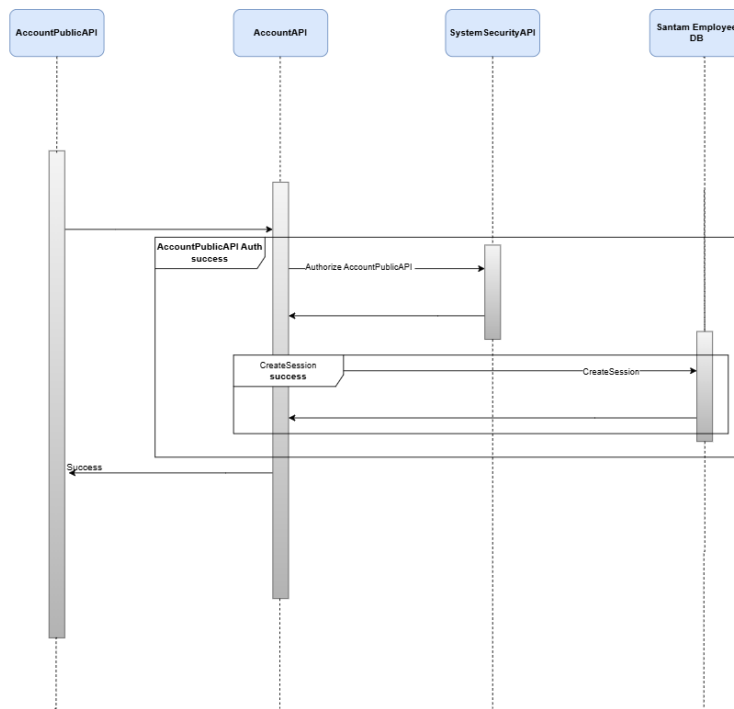 AccountPublicAPI
AccountAPI
SystemSecurityAPI
Santam Employee
DB
AccountPublicAPI Auth
success
Authorize AccountPublicAPI
CreateSession
success
CreateSession
Success